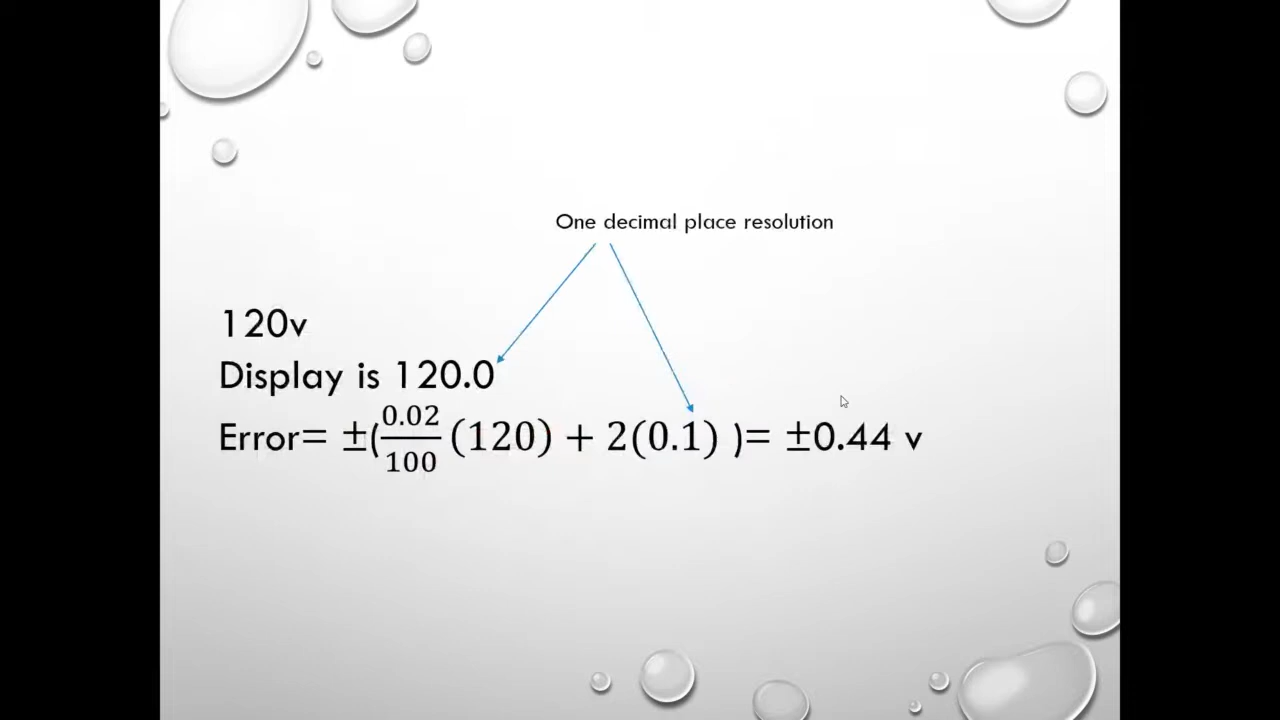 One decimal place resolution
120v
Display is 120.0
Error= ±(0.02/100 (120) + 2(0.1) )= ±0.44 v